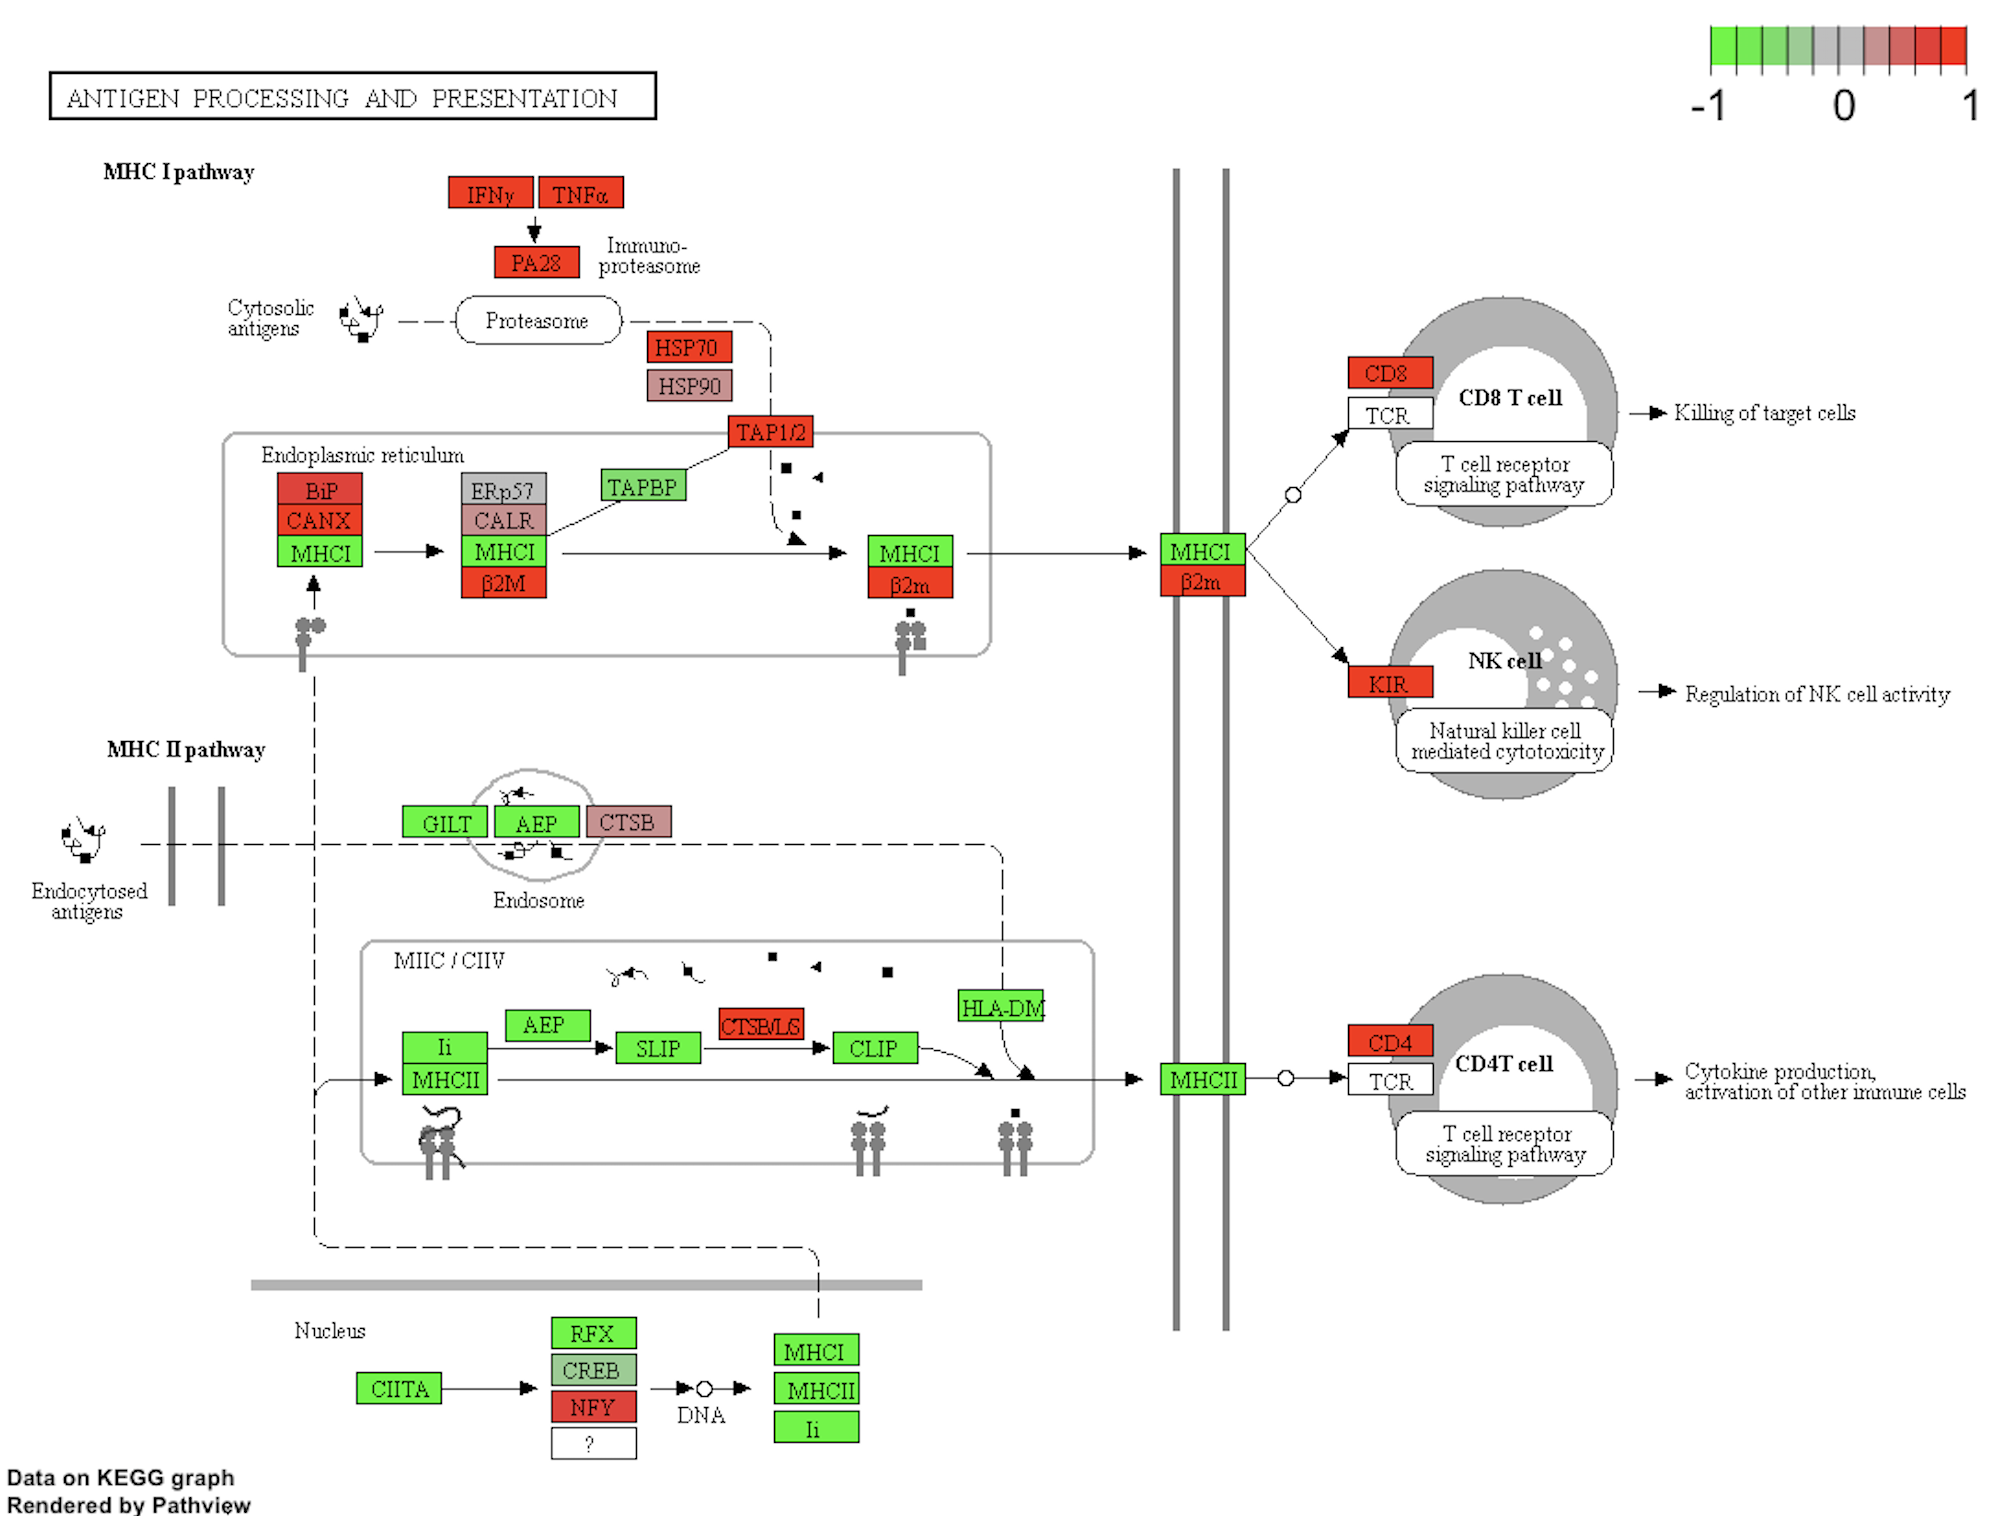 -1 0 1
ANTIGEN PROCESSING AND PRESENTATION
MHC I pathway
IFNγ TNFα
PA28
Immuno-
proteasome
Cytosolic
antigens
Proteasome
HSP70
HSP90
TAP1/2
Endoplasmic reticulum
BiP
CANX
MHCI
ERp57
CALR
MHCI
β2M
TAPBP
MHCI
β2m
MHCI
β2m
CD8
TCR
CD8 T cell
T cell receptor
signaling pathway
Killing of target cells
KIR
NK cell
Natural killer cell
mediated cytotoxicity
Regulation of NK cell activity
MHC II pathway
Endocytosed
antigens
GILT AEP CTSB
Endosome
MIIC / CIIV
Ii
MHCII
AEP
SLIP
CTSB/L/S
CLIP
HLA-DM
MHCII
CD4
TCR
CD4T cell
T cell receptor
signaling pathway
Cytokine production,
activation of other immune cells
Nucleus
CIITA
RFX
CREB
NFY
?
DNA
MHCI
MHCII
Ii
Data on KEGG graph
Rendered by Pathview